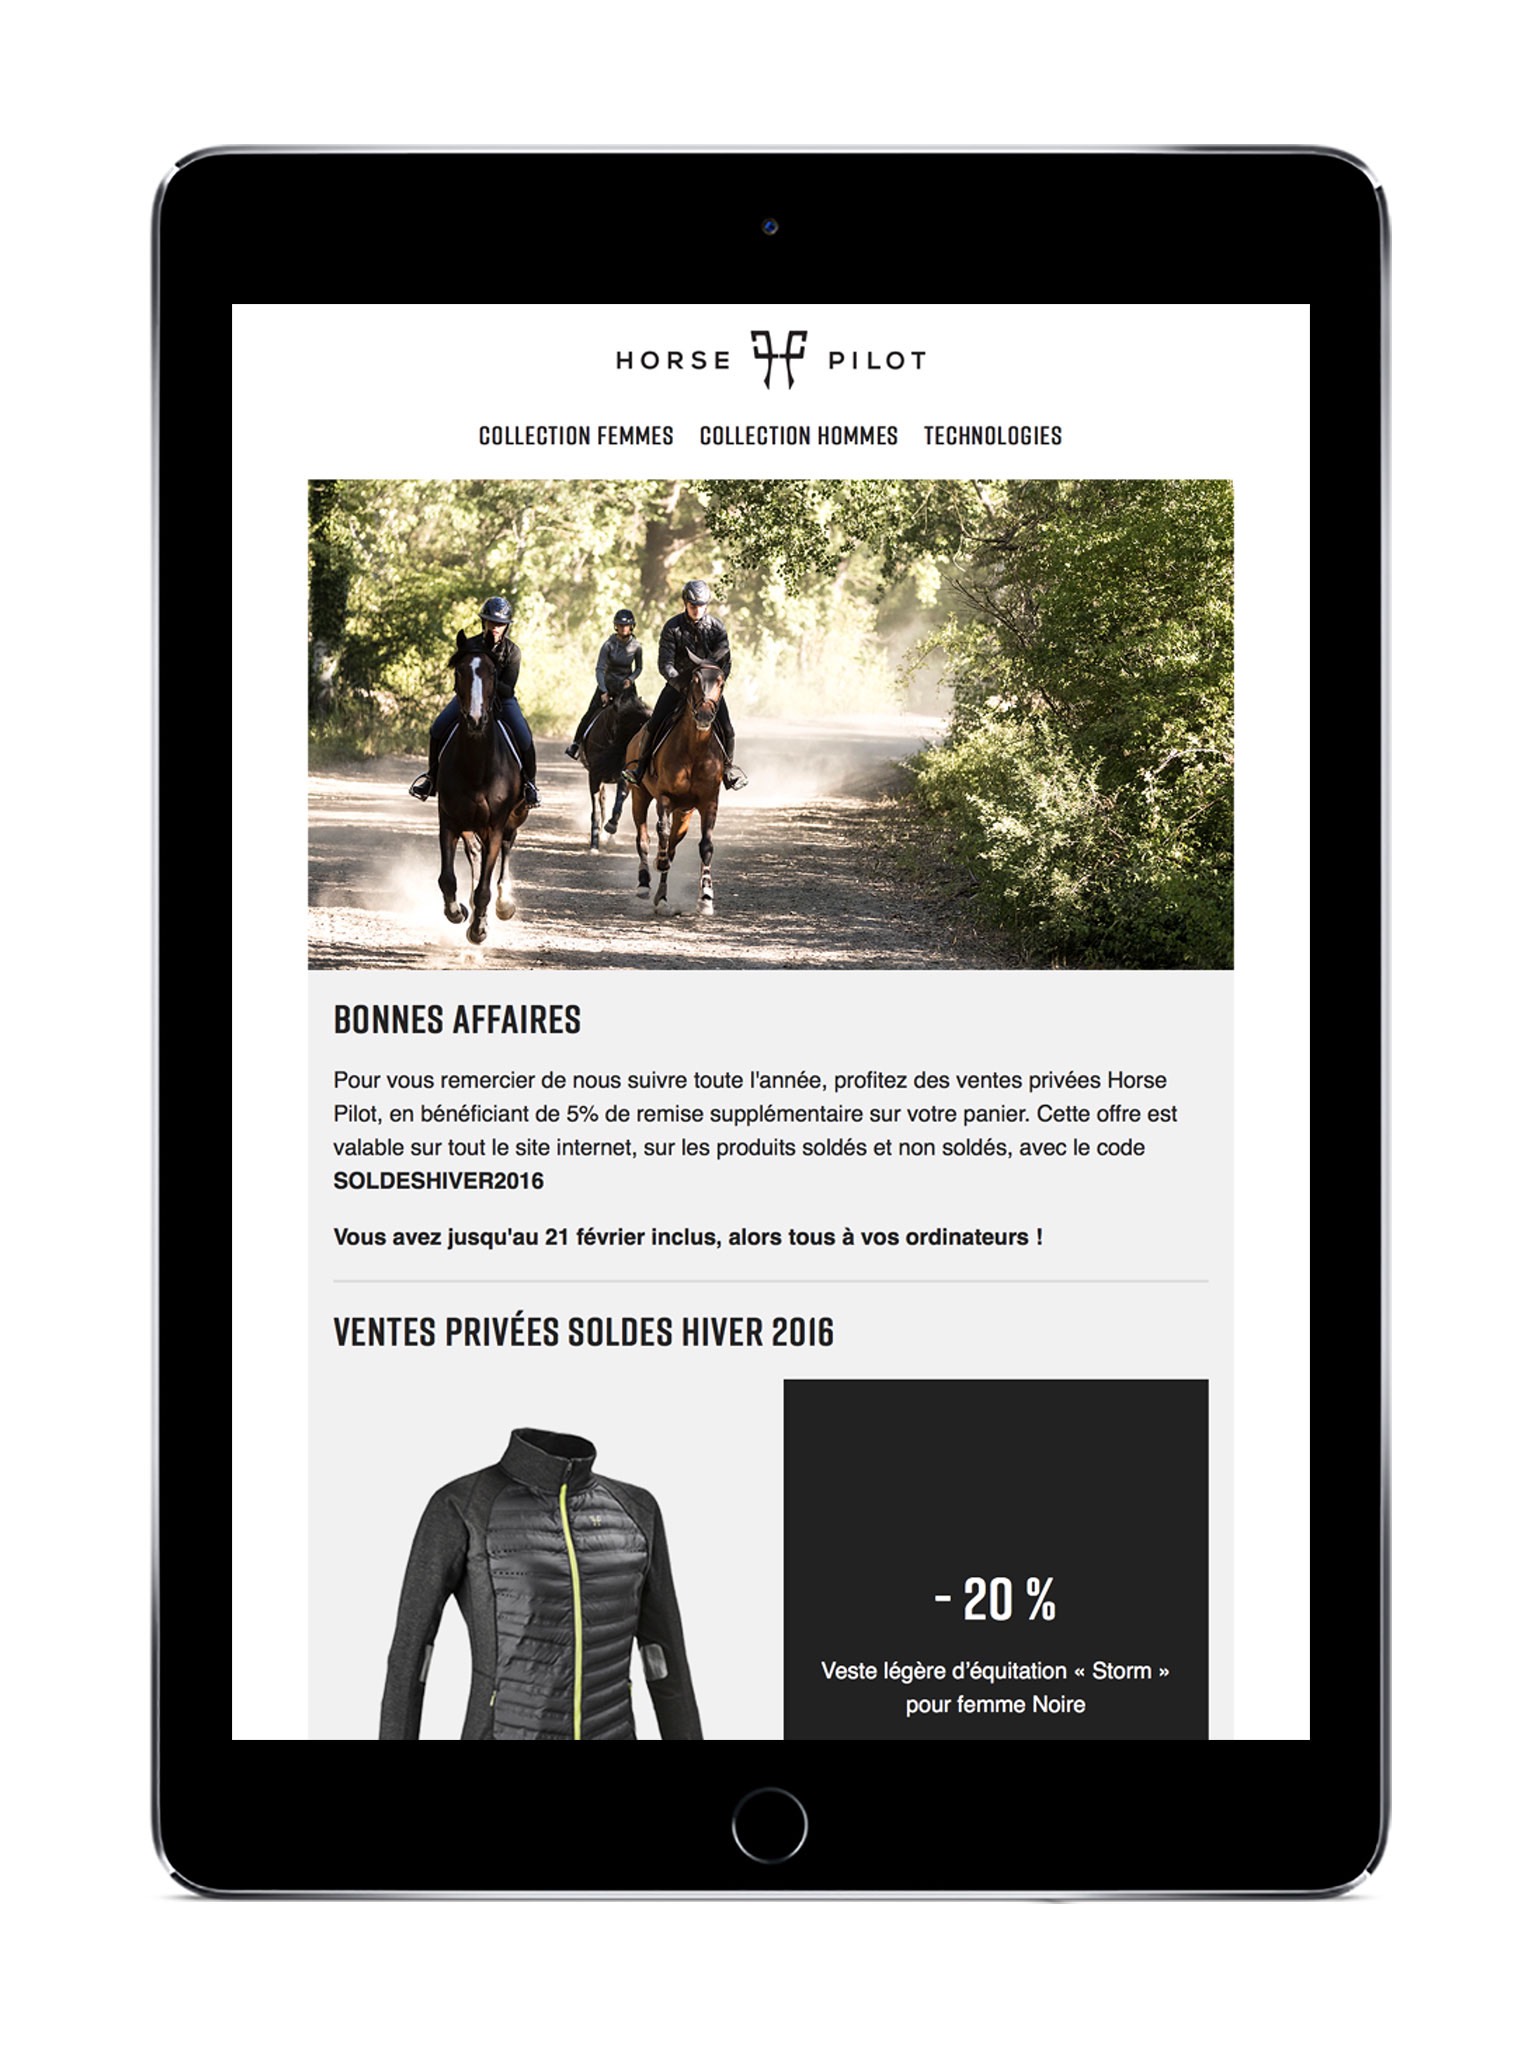 HORSE PILOT
COLLECTION FEMMES COLLECTION HOMMES TECHNOLOGIES
BONNES AFFAIRES
Pour vous remercier de nous suivre toute l'année, profitez des ventes privées Horse
Pilot, en bénéficiant de 5% de remise supplémentaire sur votre panier. Cette offre est
valable sur tout le site internet, sur les produits soldés et non soldés, avec le code
SOLDESHIVER2016
Vous avez jusqu'au 21 février inclus, alors tous à vos ordinateurs !
VENTES PRIVÉES SOLDES HIVER 2016
- 20 %
Veste légère d’équitation « Storm »
pour femme Noire